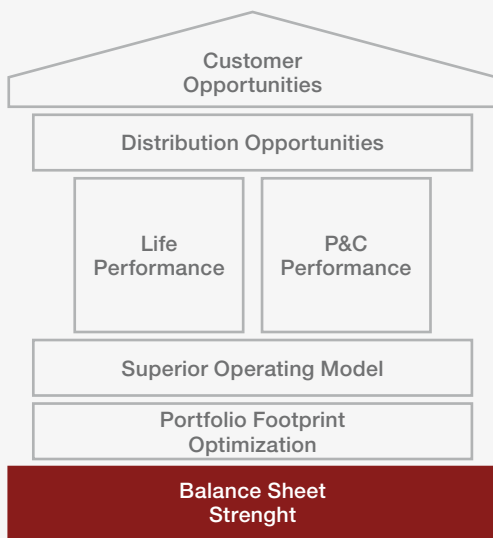 Customer
Opportunities
Distribution Opportunities
Life
Performance
P&C
Performance
Superior Operating Model
Portfolio Footprint
Optimization
Balance Sheet
Strenght